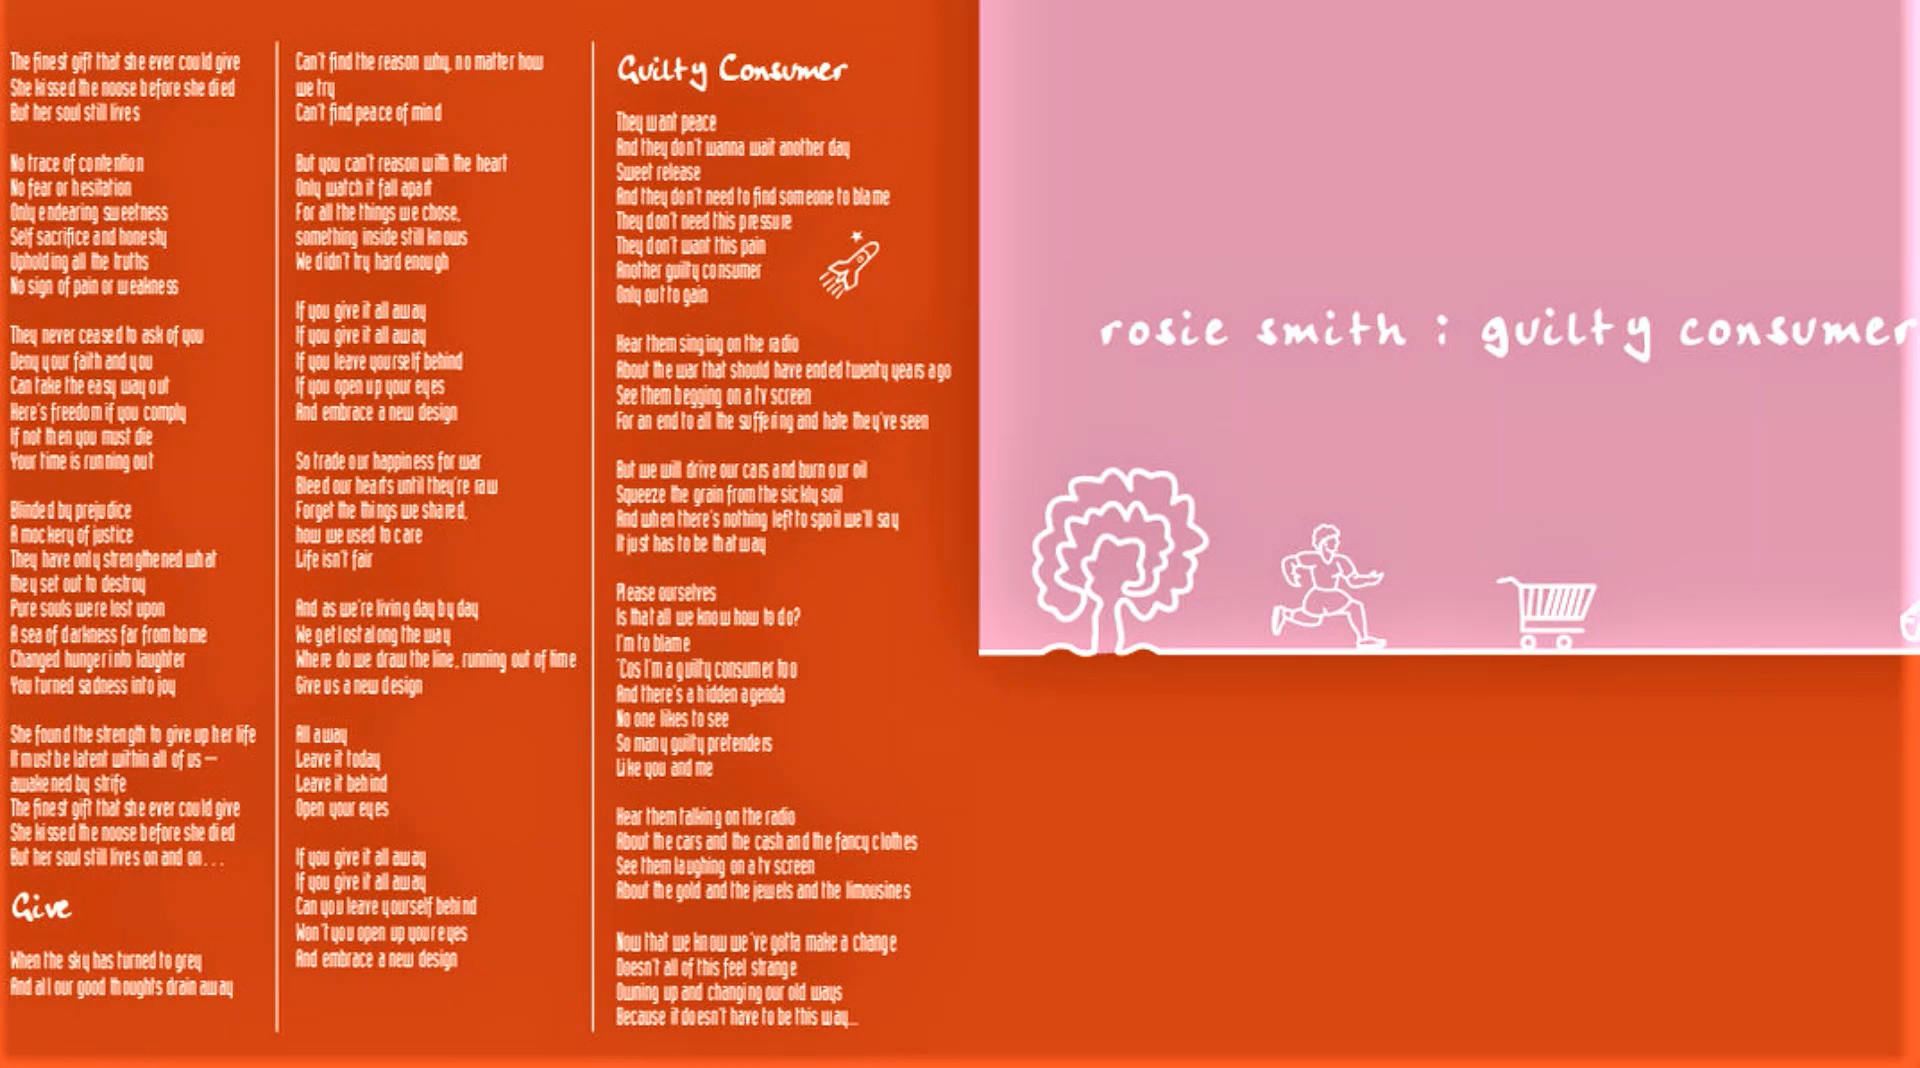 The finest gift that she ever could give
She kissed the noose before she died
But her soul still lives
No trace of contention
No fear or hesitation
Only endearing sweetness
Self sacrifice and honesty
Upholding all the truths
No sign of pain or weakness
They never ceased to ask of you
Deny your faith and you
Can take the easy way out
Here's freedom if you comply
If not then you must die
Your time is running out
Blinded by prejudice
A mockery of justice
They have only strengthened what
they set out to destroy
Pure souls were lost upon
A sea of darkness far from home
Changed hunger into laughter
You turned sadness into joy
She found the strength to give up her life
It must be latent within all of us –
awakened by strife
The finest gift that she ever could give
She kissed the noose before she died
But her soul still lives on and on...
Give
When the sky has turned to grey
And all our good thoughts drain away
Can't find the reason why, no matter how
we try
Can't find peace of mind
But you can't reason with the heart
Only watch it fall apart
For all the things we chose,
something inside still knows
We didn't try hard enough
If you give it all away
If you give it all away
If you leave yourself behind
If you open up your eyes
And embrace a new design
So trade our happiness for war
Bleed our hearts until they're raw
Forget the things we shared,
how we used to care
Life isn't fair
And as we're living day by day
We get lost along the way
Where do we draw the line, running out of time
Give us a new design
All away
Leave it today
Leave it behind
Open your eyes
If you give it all away
If you give it all away
Can you leave yourself behind
Won't you open up your eyes
And embrace a new design
Guilty Consumer
They want peace
And they don't wanna wait another day
Sweet release
And they don't need to find someone to blame
They don't need this pressure
They don't want this pain
Another guilty consumer
Only out to gain
Hear them singing on the radio
About the war that should have ended twenty years ago
See them begging on a tv screen
For an end to all the suffering and hate they've seen
But we will drive our cars and burn our oil
Squeeze the grain from the sickly soil
And when there's nothing left to spoil we'll say
It just has to be that way
Please ourselves
Is that all we know how to do?
I'm to blame
'Cos I'm a guilty consumer too
And there's a hidden agenda
No one likes to see
So many guilty pretenders
Like you and me
Hear them talking on the radio
About the cars and the cash and the fancy clothes
See them laughing on a tv screen
About the gold and the jewels and the limousines
Now that we know we've gotta make a change
Doesn't all of this feel strange
Owning up and changing our old ways
Because it doesn't have to be this way...
rosie smith : guilty consumer